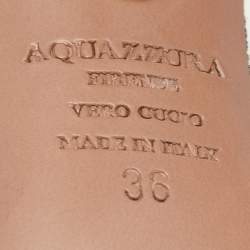 AQUAZZURA
FIRENZE
VERO CUOIO
MADE IN ITALY
36